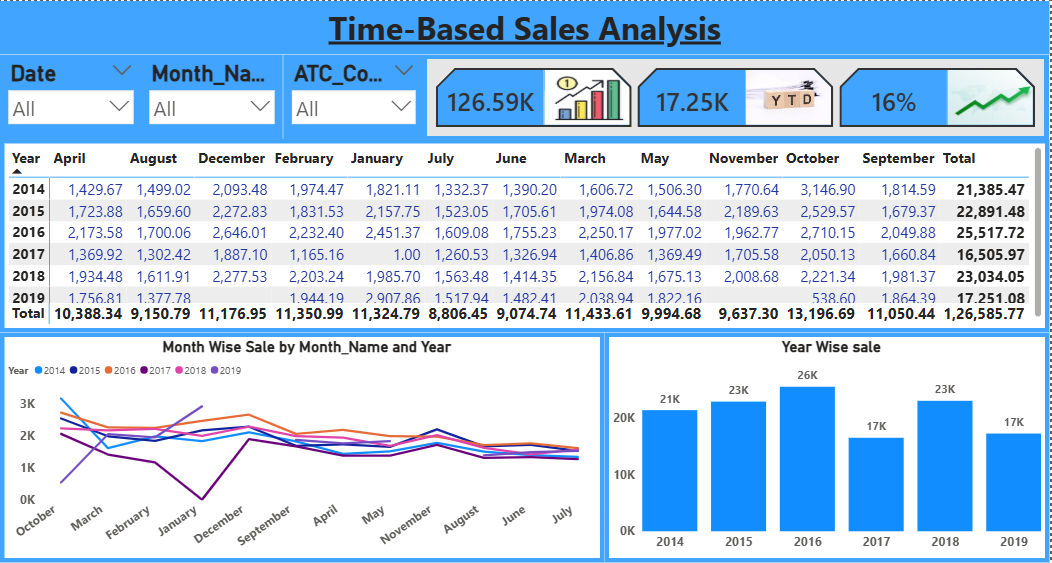 Time-Based Sales Analysis
Date Month_Na... ATC_Co...
All All All
126.59K 17.25K YTD 16%
1
Year April August December February January July June March May November October September Total
2014 1,429.67 1,499.02 2,093.48 1,974.47 1,821.11 1,332.37 1,390.20 1,606.72 1,506.30 1,770.64 3,146.90 1,814.59 21,385.47
2015 1,723.88 1,659.60 2,272.83 1,831.53 2,157.75 1,523.05 1,705.61 1,974.08 1,644.58 2,189.63 2,529.57 1,679.37 22,891.48
2016 2,173.58 1,700.06 2,646.01 2,232.40 2,451.37 1,609.08 1,755.23 2,250.17 1,977.02 1,962.77 2,710.15 2,049.88 25,517.72
2017 1,369.92 1,302.42 1,887.10 1,165.16 1.00 1,260.53 1,326.94 1,406.86 1,369.49 1,705.58 2,050.13 1,660.84 16,505.97
2018 1,934.48 1,611.91 2,277.53 2,203.24 1,985.70 1,563.48 1,414.35 2,156.84 1,675.13 2,008.68 2,221.34 1,981.37 23,034.05
2019 1,756.81 1,377.78 1,944.19 2,907.86 1,517.94 1,482.41 2,038.94 1,822.16 538.60 1,864.39 17,251.08
Total 10,388.34 9,150.79 11,176.95 11,350.99 11,324.79 8,806.45 9,074.74 11,433.61 9,994.68 9,637.30 13,196.69 11,050.44 1,26,585.77
Month Wise Sale by Month_Name and Year
Year 2014 2015 2016 2017 2018 2019
3K
2K
1K
0K
October March February January December September April May November August June July
Year Wise sale
21K 23K 26K 17K 23K 17K
20K
10K
0K
2014 2015 2016 2017 2018 2019